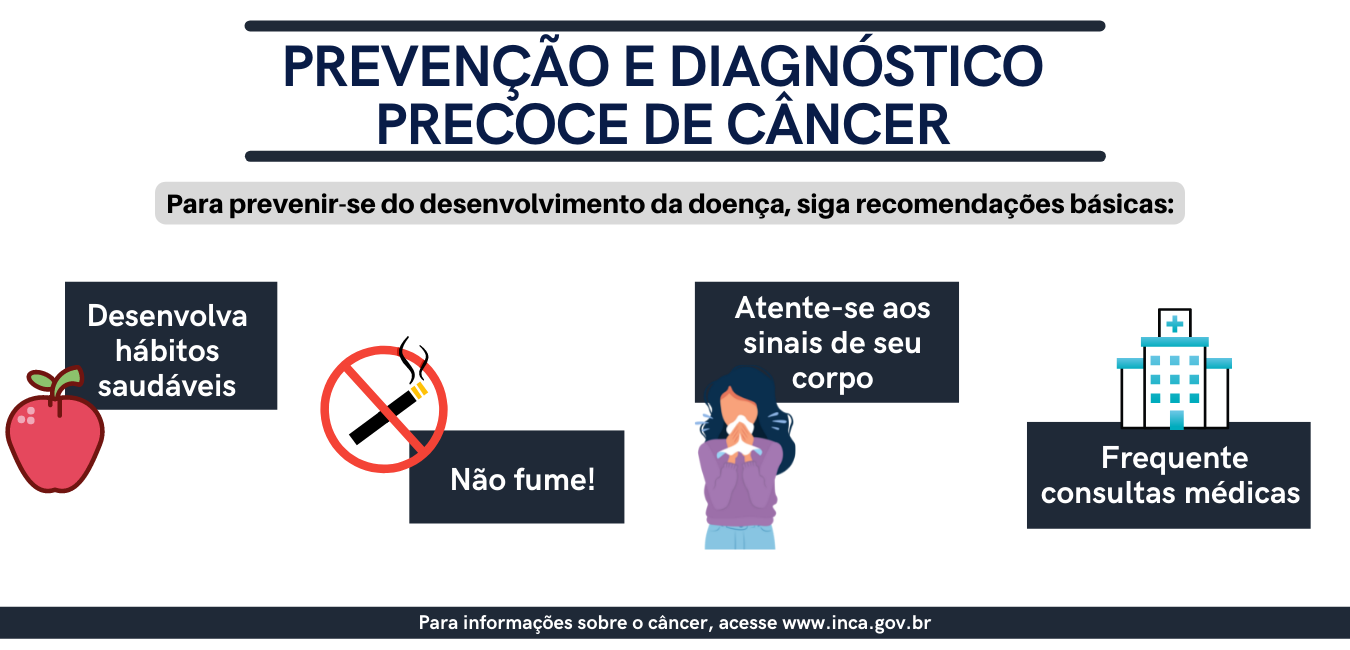 PREVENÇÃO E DIAGNÓSTICO
PRECOCE DE CÂNCER
Para prevenir-se do desenvolvimento da doença, siga recomendações básicas:
Desenvolva
hábitos
saudáveis
Não fume!
Atente-se aos
sinais de seu
corpo
Frequente
consultas médicas
Para informações sobre o câncer, acesse www.inca.gov.br